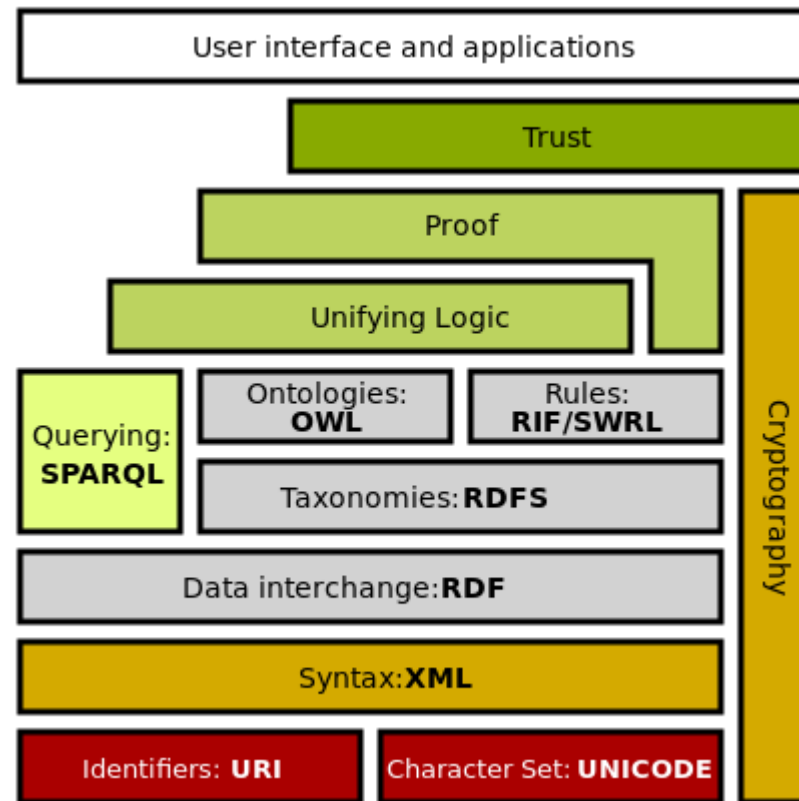 User interface and applications
Trust
Proof
Unifying Logic
Ontologies:
OWL
Rules:
RIF/SWRL
Querying:
SPARQL
Taxonomies:RDFS
Cryptography
Data interchange:RDF
Syntax:XML
Identifiers: URI
Character Set: UNICODE